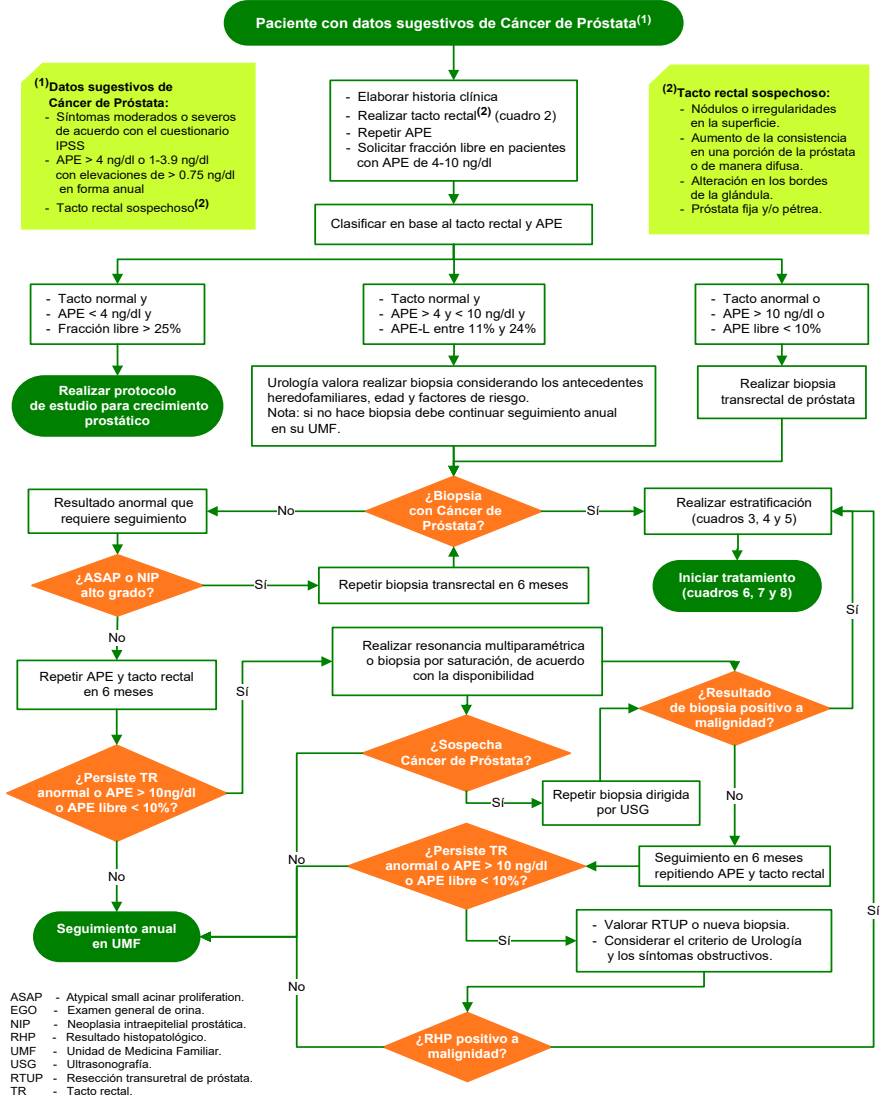 Paciente con datos sugestivos de Cáncer de Próstata(1)
(1)Datos sugestivos de
Cáncer de Próstata:
- Síntomas moderados o severos
de acuerdo con el cuestionario
IPSS
- APE > 4 ng/dl o 1-3.9 ng/dl
con elevaciones de > 0.75 ng/dl
en forma anual
- Tacto rectal sospechoso(2)
- Elaborar historia clínica
- Realizar tacto rectal(2) (cuadro 2)
- Repetir APE
- Solicitar fracción libre en pacientes
con APE de 4-10 ng/dl
(2)Tacto rectal sospechoso:
- Nódulos o irregularidades
en la superficie.
- Aumento de la consistencia
en una porción de la próstata
o de manera difusa.
- Alteración en los bordes
de la glándula.
- Próstata fija y/o pétrea.
Clasificar en base al tacto rectal y APE
- Tacto normal y
- APE < 4 ng/dl y
- Fracción libre > 25%
- Tacto normal y
- APE > 4 y < 10 ng/dl y
- APE-L entre 11% y 24%
- Tacto anormal o
- APE > 10 ng/dl o
- APE libre < 10%
Realizar protocolo
de estudio para crecimiento
prostático
Urología valora realizar biopsia considerando los antecedentes
heredofamiliares, edad y factores de riesgo.
Nota: si no hace biopsia debe continuar seguimiento anual
en su UMF.
Realizar biopsia
transrectal de próstata
Resultado anormal que
requiere seguimiento
No
¿Biopsia
con Cáncer de
Próstata?
Sí
Realizar estratificación
(cuadros 3, 4 y 5)
¿ASAP o NIP
alto grado?
Sí
Repetir biopsia transrectal en 6 meses
Iniciar tratamiento
(cuadros 6, 7 y 8)
Sí
No
Repetir APE y tacto rectal
en 6 meses
Sí
Realizar resonancia multiparamétrica
o biopsia por saturación, de acuerdo
con la disponibilidad
¿Resultado
de biopsia positivo a
malignidad?
¿Sospecha
Cáncer de Próstata?
¿Persiste TR
anormal o APE > 10ng/dl
o APE libre < 10%?
Sí
Repetir biopsia dirigida
por USG
No
No
No
¿Persiste TR
anormal o APE > 10 ng/dl
o APE libre < 10%?
Seguimiento en 6 meses
repitiendo APE y tacto rectal
Sí
Seguimiento anual
en UMF
Sí
- Valorar RTUP o nueva biopsia.
- Considerar el criterio de Urología
y los síntomas obstructivos.
No
¿RHP positivo a
malignidad?
ASAP - Atypical small acinar proliferation.
EGO - Examen general de orina.
NIP - Neoplasia intraepitelial prostática.
RHP - Resultado histopatológico.
UMF - Unidad de Medicina Familiar.
USG - Ultrasonografía.
RTUP - Resección transuretral de próstata.
TR - Tacto rectal.